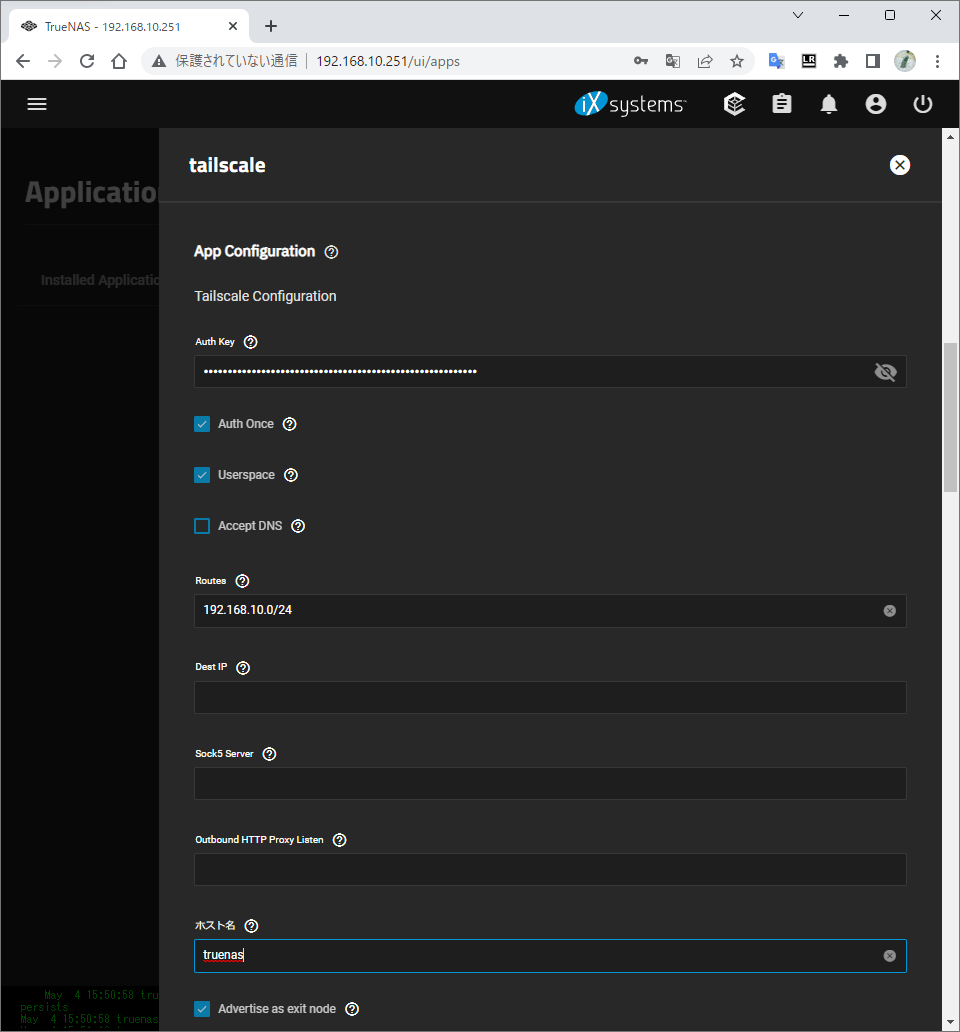 TrueNAS - 192.168.10.251
保護されていない通信 192.168.10.251/ui/apps
iXsystems
Applicatio
tailscale
Installed Applicatio
App Configuration
Tailscale Configuration
Auth Key
••••••••••••••••••••••••••••••••••••••••••••••••••••••••
Auth Once
Userspace
Accept DNS
Routes
192.168.10.0/24
Dest IP
Sock5 Server
Outbound HTTP Proxy Listen
ホスト名
truenas
Advertise as exit node
May 4 15:50:58 tru
persists
May 4 15:50:58 truenas